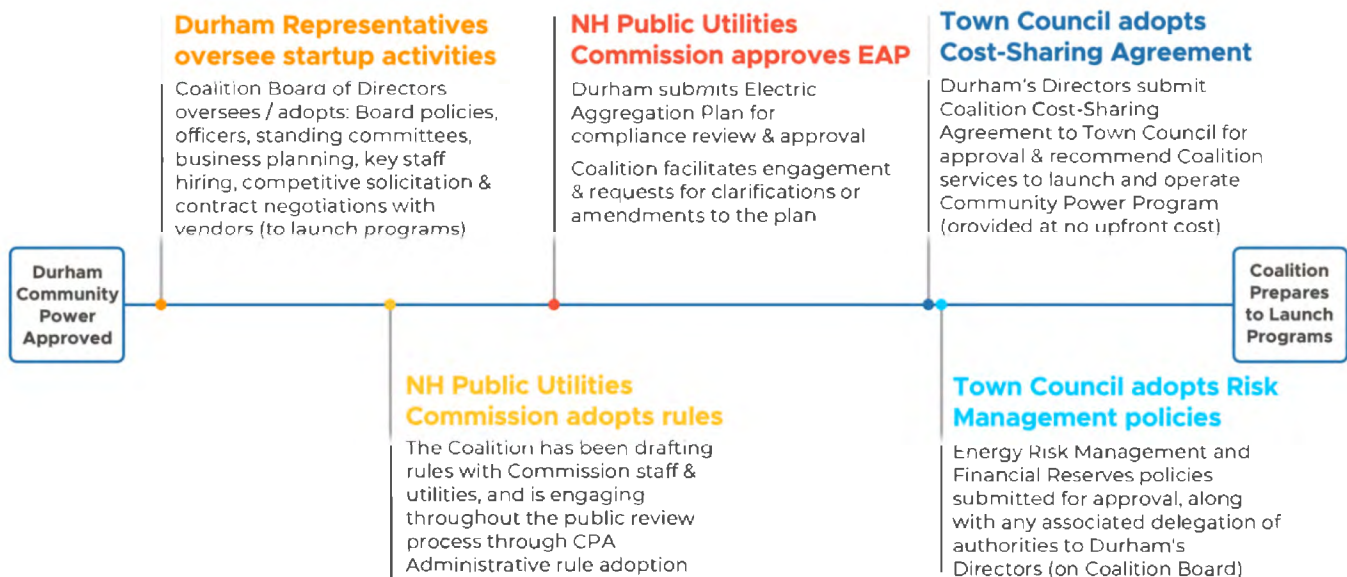 Durham Representatives
oversee startup activities
Coalition Board of Directors
oversees / adopts: Board policies,
officers, standing committees,
business planning, key staff
hiring, competitive solicitation &
contract negotiations with
vendors (to launch programs)
NH Public Utilities
Commission approves EAP
Durham submits Electric
Aggregation Plan for
compliance review & approval
Coalition facilitates engagement
& requests for clarifications or
amendments to the plan
Town Council adopts
Cost-Sharing Agreement
Durham's Directors submit
Coalition Cost-Sharing
Agreement to Town Council for
approval & recommend Coalition
services to launch and operate
Community Power Program
(provided at no upfront cost)
Durham
Community
Power
Approved
Coalition
Prepares
to Launch
Programs
NH Public Utilities
Commission adopts rules
The Coalition has been drafting
rules with Commission staff &
utilities, and is engaging
throughout the public review
process through CPA
Administrative rule adoption
Town Council adopts Risk
Management policies
Energy Risk Management and
Financial Reserves policies
submitted for approval, along
with any associated delegation of
authorities to Durham's
Directors (on Coalition Board)